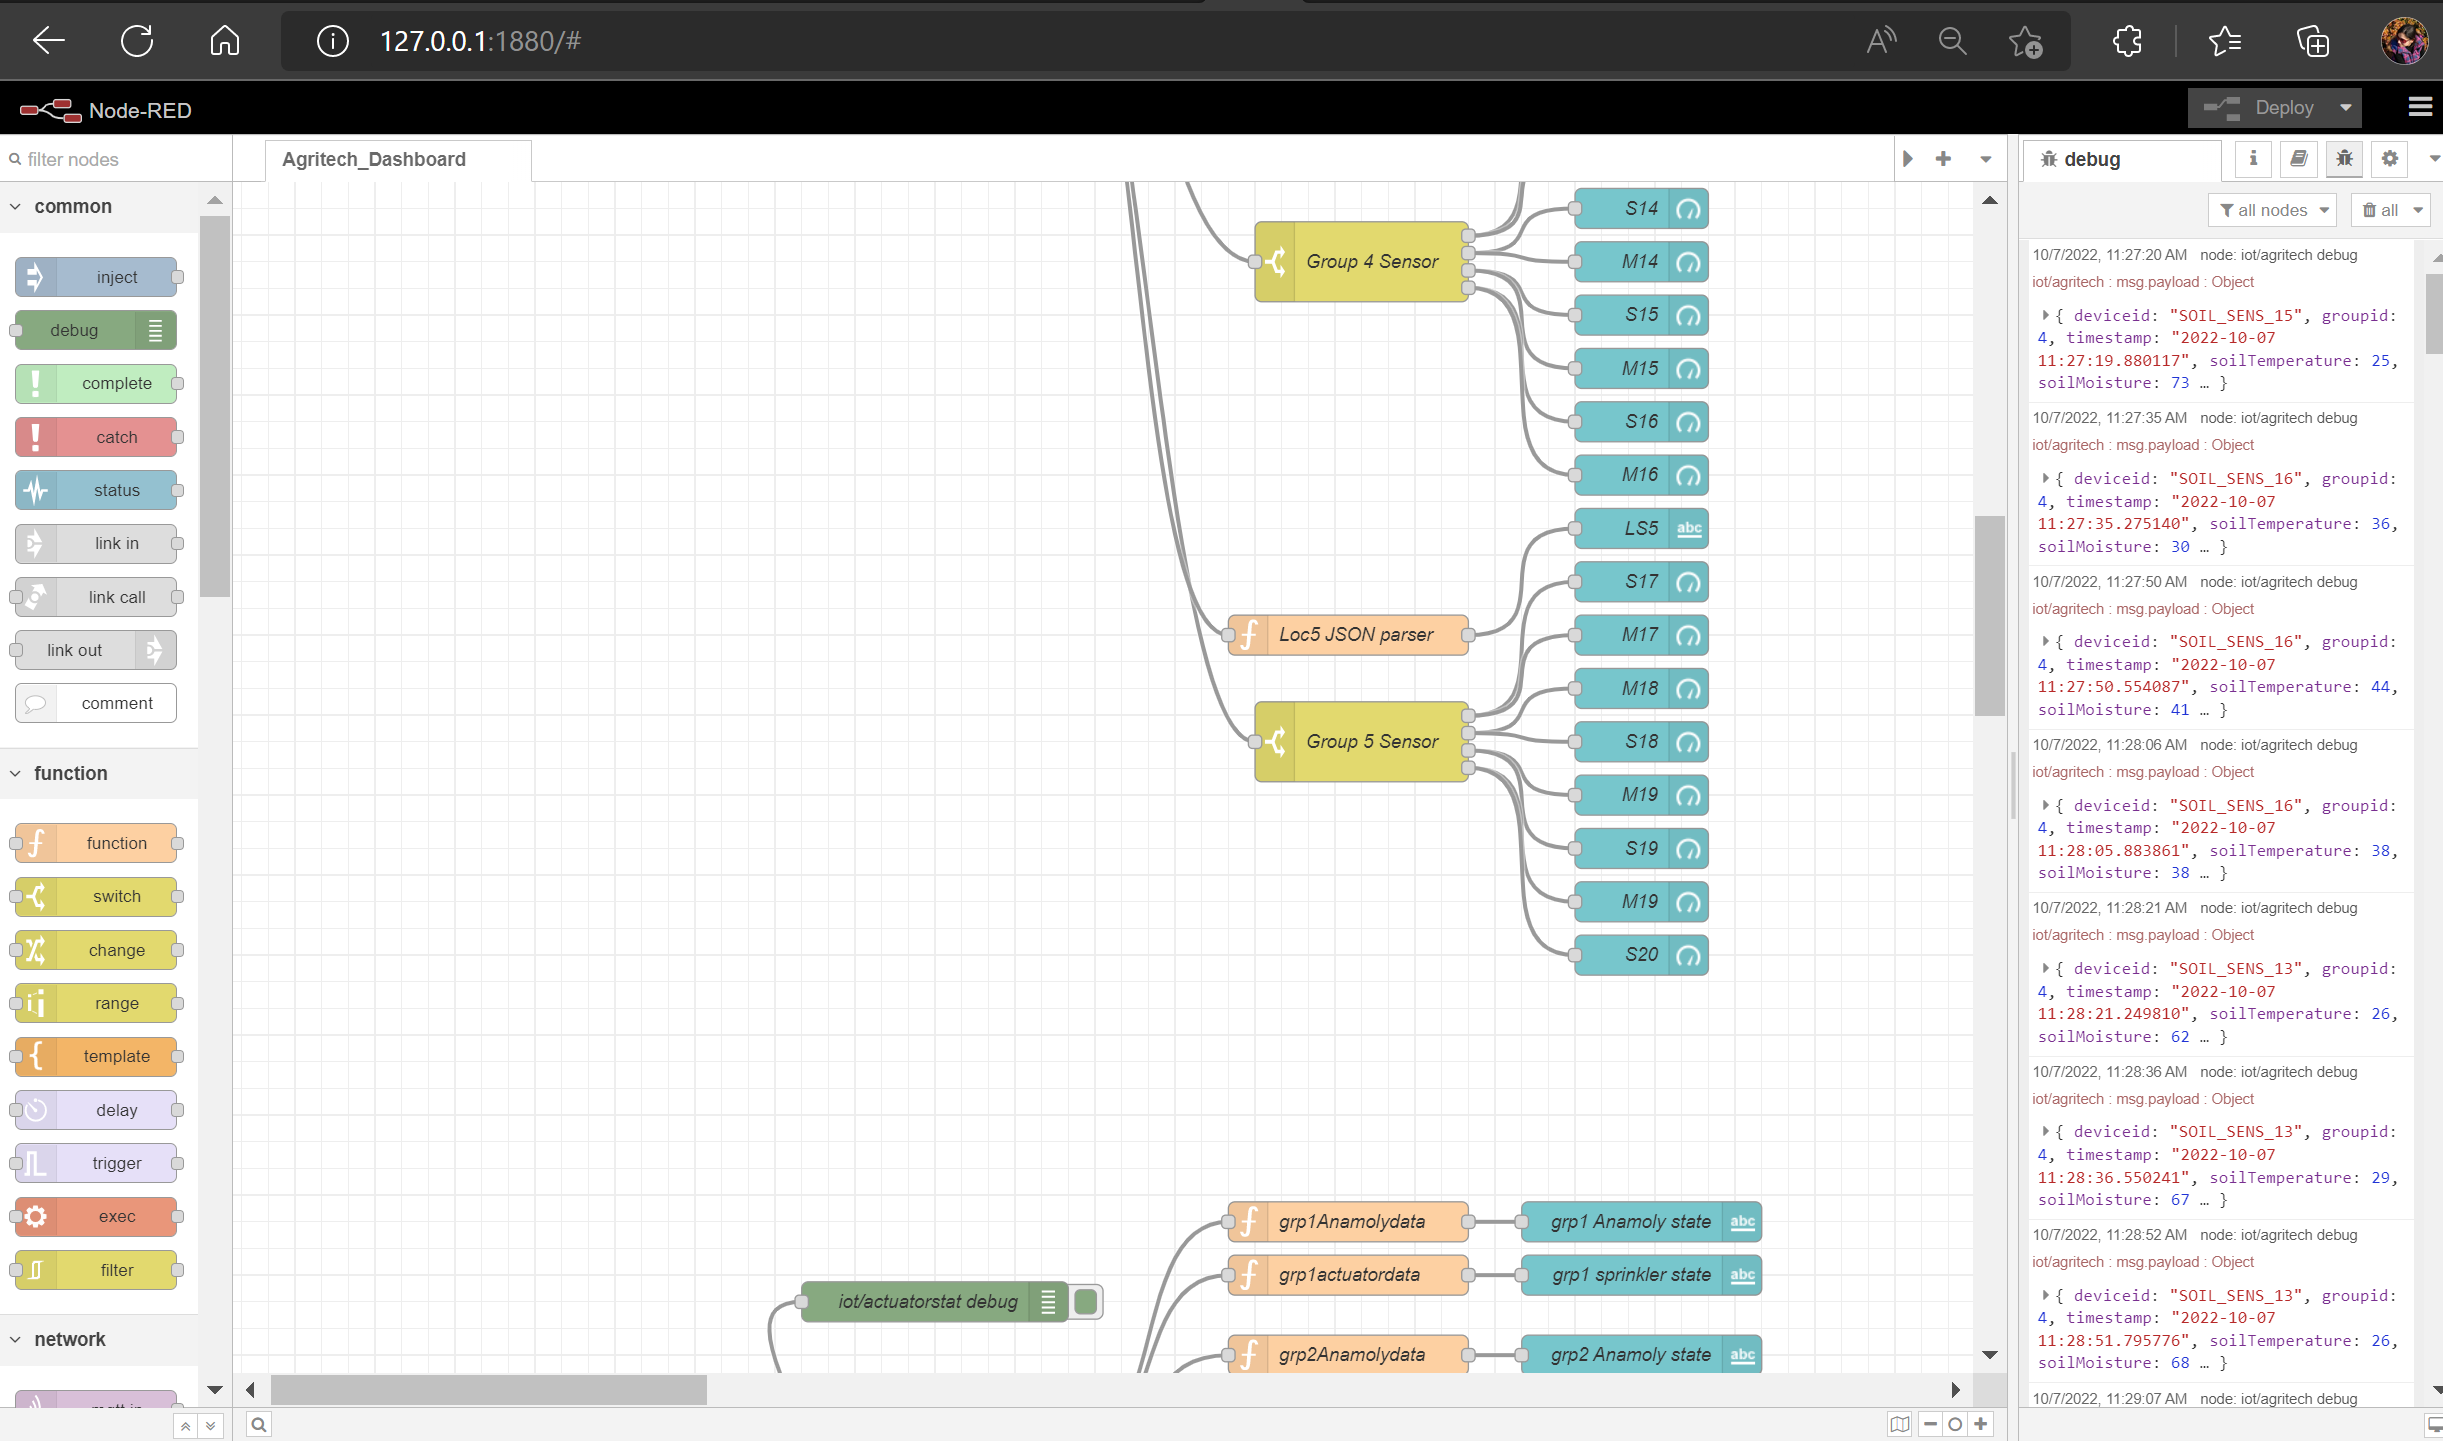 127.0.0.1:1880/#
Node-RED
Deploy
filter nodes
Agritech_Dashboard
debug
all nodes
all
common
inject
debug
complete
catch
status
link in
link call
link out
comment
function
function
switch
change
range
template
delay
trigger
exec
filter
network
Group 4 Sensor
Loc5 JSON parser
Group 5 Sensor
S14
M14
S15
M15
S16
M16
LS5 abc
S17
M17
M18
S18
M19
S19
M19
S20
grp1Anamolydata
grp1 Anamoly state abc
grp1actuatordata
grp1 sprinkler state abc
iot/actuatorstat debug
grp2Anamolydata
grp2 Anamoly state abc
10/7/2022, 11:27:20 AM node: iot/agritech debug
iot/agritech : msg.payload : Object
{ deviceid: "SOIL_SENS_15", groupid:
4, timestamp: "2022-10-07
11:27:19.880117", soilTemperature: 25,
soilMoisture: 73 … }
10/7/2022, 11:27:35 AM node: iot/agritech debug
iot/agritech : msg.payload : Object
{ deviceid: "SOIL_SENS_16", groupid:
4, timestamp: "2022-10-07
11:27:35.275140", soilTemperature: 36,
soilMoisture: 30 … }
10/7/2022, 11:27:50 AM node: iot/agritech debug
iot/agritech : msg.payload : Object
{ deviceid: "SOIL_SENS_16", groupid:
4, timestamp: "2022-10-07
11:27:50.554087", soilTemperature: 44,
soilMoisture: 41 … }
10/7/2022, 11:28:06 AM node: iot/agritech debug
iot/agritech : msg.payload : Object
{ deviceid: "SOIL_SENS_16", groupid:
4, timestamp: "2022-10-07
11:28:05.883861", soilTemperature: 38,
soilMoisture: 38 … }
10/7/2022, 11:28:21 AM node: iot/agritech debug
iot/agritech : msg.payload : Object
{ deviceid: "SOIL_SENS_13", groupid:
4, timestamp: "2022-10-07
11:28:21.249810", soilTemperature: 26,
soilMoisture: 62 … }
10/7/2022, 11:28:36 AM node: iot/agritech debug
iot/agritech : msg.payload : Object
{ deviceid: "SOIL_SENS_13", groupid:
4, timestamp: "2022-10-07
11:28:36.550241", soilTemperature: 29,
soilMoisture: 67 … }
10/7/2022, 11:28:52 AM node: iot/agritech debug
iot/agritech : msg.payload : Object
{ deviceid: "SOIL_SENS_13", groupid:
4, timestamp: "2022-10-07
11:28:51.795776", soilTemperature: 26,
soilMoisture: 68 … }
10/7/2022, 11:29:07 AM node: iot/agritech debug